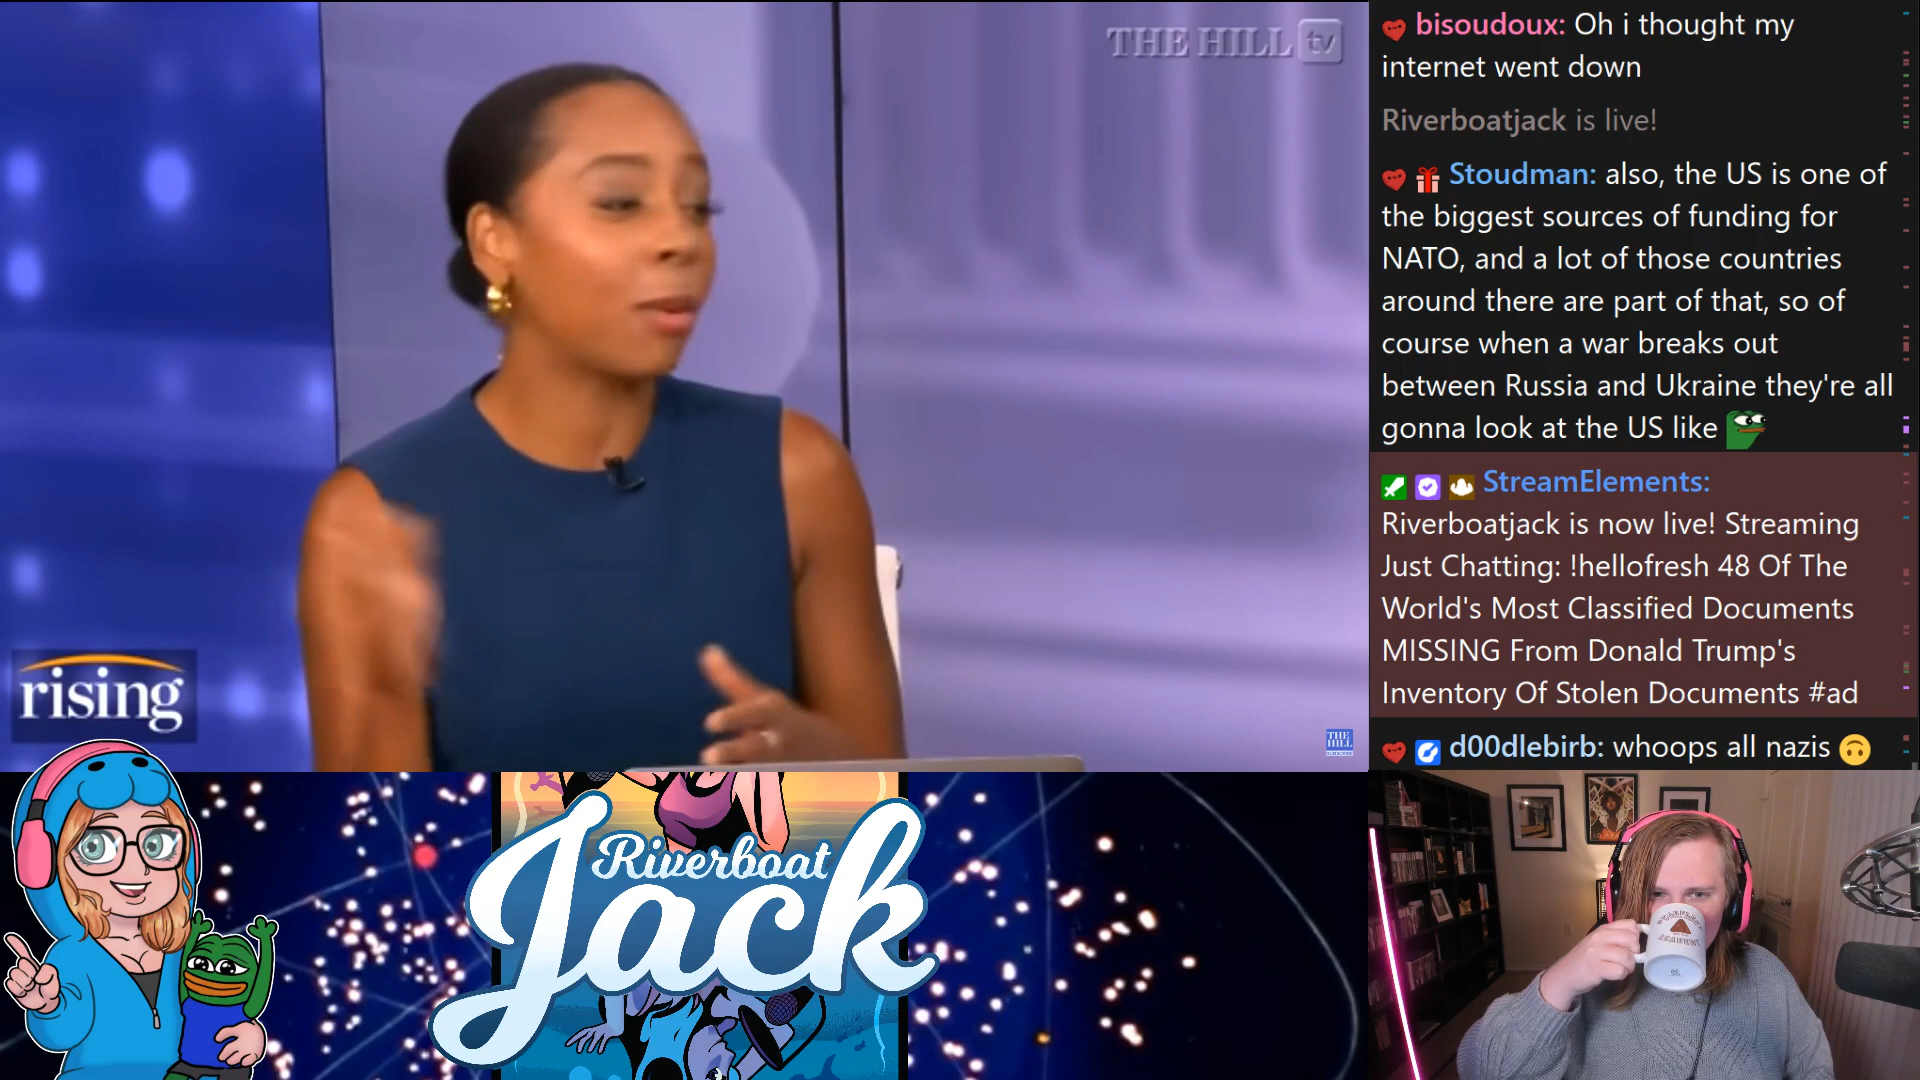 THE HILL tv
rising
THE
HILL
bisoudoux: Oh i thought my
internet went down
Riverboatjack is live!
Stoudman: also, the US is one of
the biggest sources of funding for
NATO, and a lot of those countries
around there are part of that, so of
course when a war breaks out
between Russia and Ukraine they're all
gonna look at the US like
StreamElements:
Riverboatjack is now live! Streaming
Just Chatting: !hellofresh 48 Of The
World's Most Classified Documents
MISSING From Donald Trump's
Inventory Of Stolen Documents #ad
d00dlebirb: whoops all nazis
Riverboat
Jack